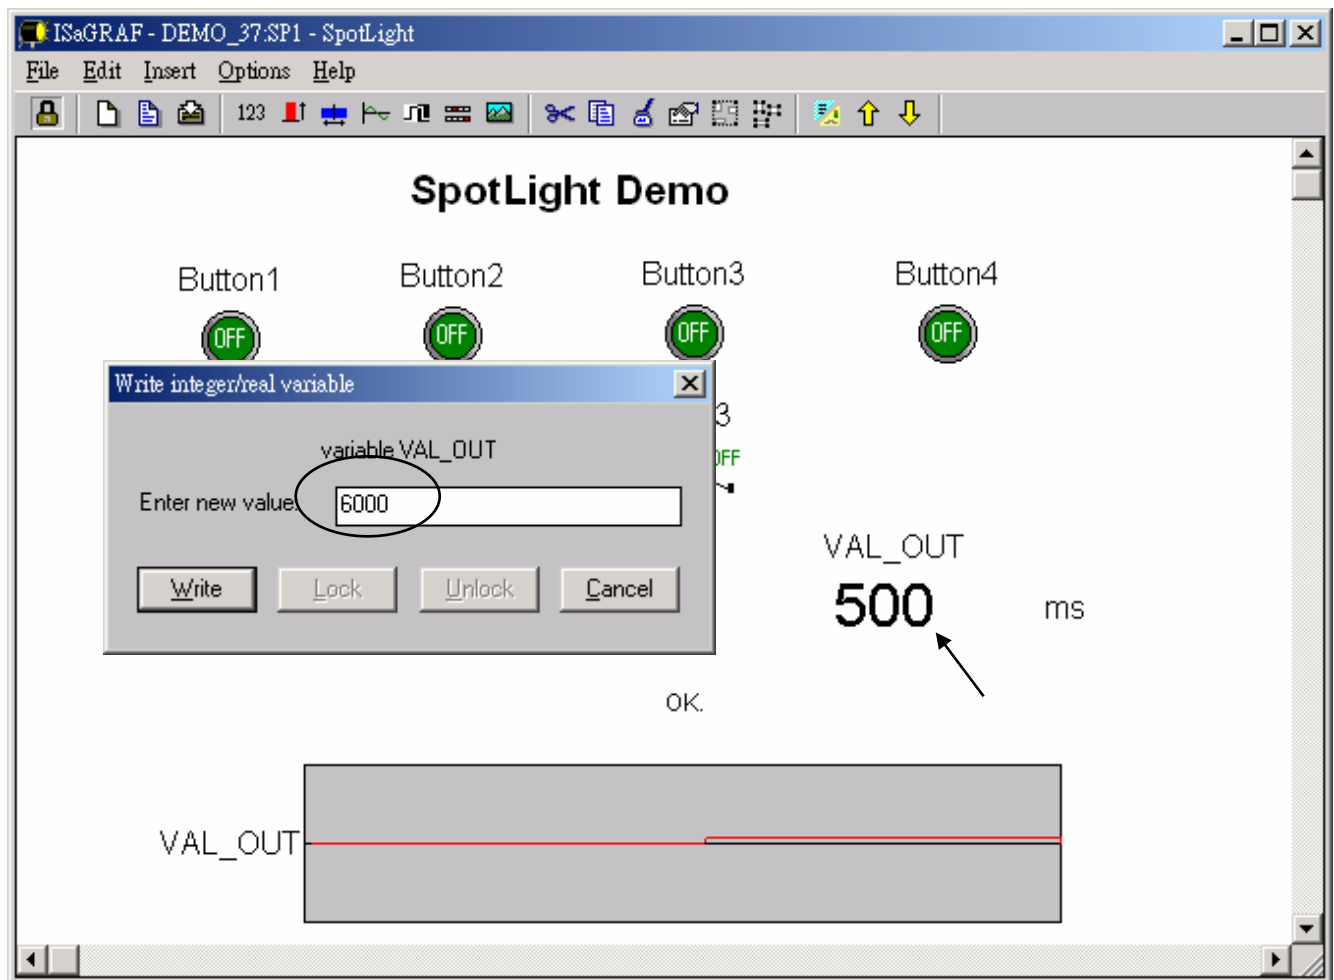 ISaGRAF - DEMO_37:SP1 - SpotLight
File Edit Insert Options Help
123
SpotLight Demo
Button1 Button2 Button3 Button4
OFF OFF OFF OFF
Write integer/real variable
3
variable VAL_OUT
OFF
Enter new value: 6000
VAL_OUT
Write Lock Unlock Cancel
500 ms
OK.
VAL_OUT